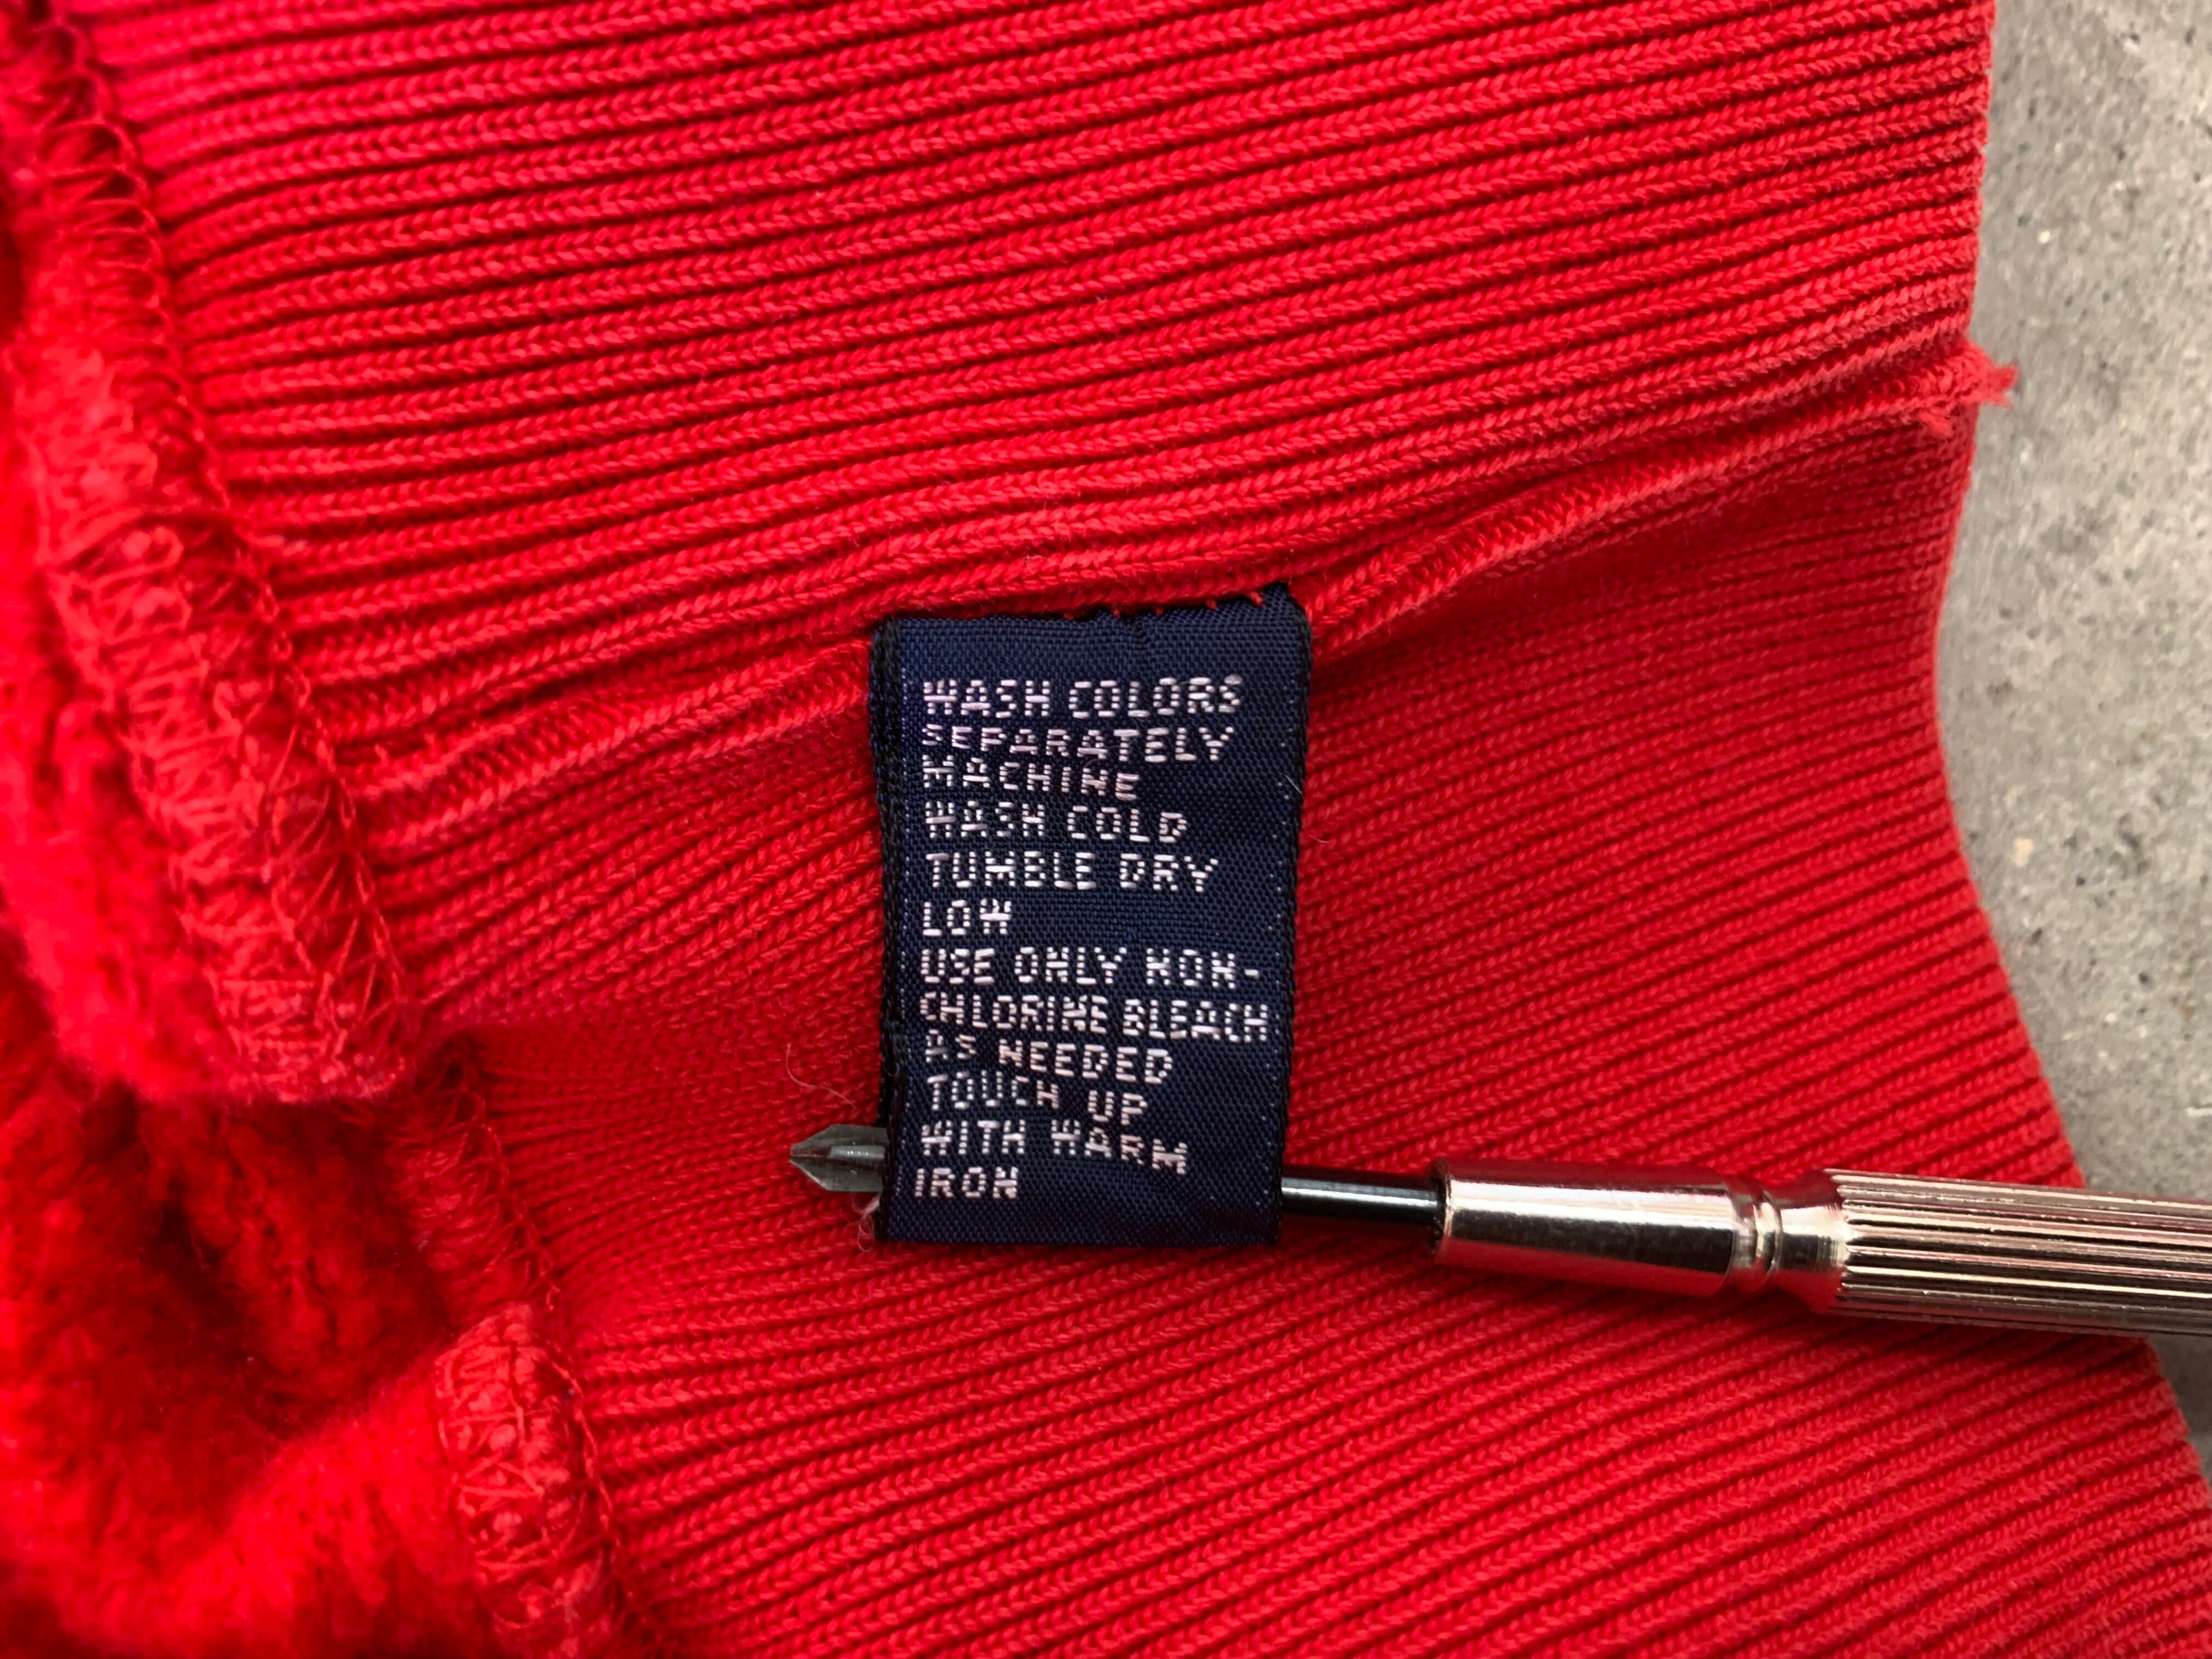 WASH COLORS
SEPARATELY
MACHINE
WASH COLD
TUMBLE DRY
LOW
USE ONLY NON-
CHLORINE BLEACH
AS NEEDED
TOUCH UP
WITH WARM
IRON